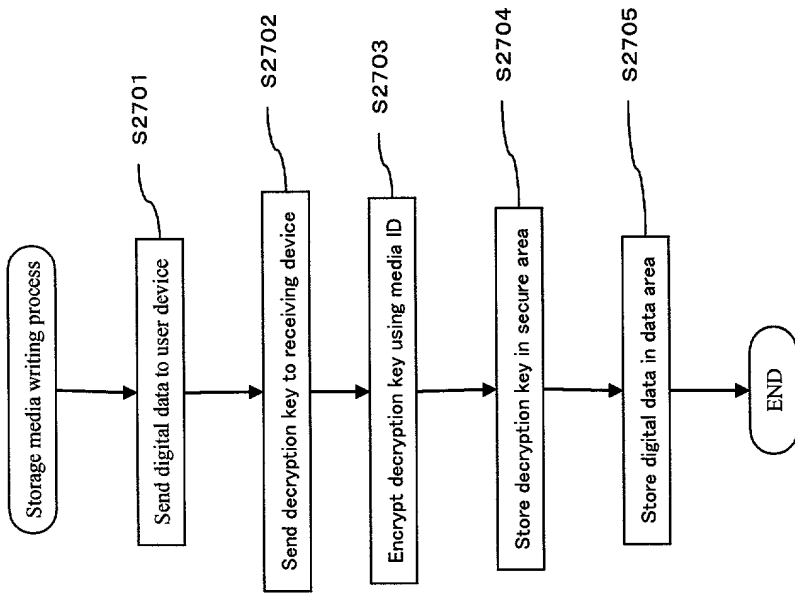 Storage media writing process
Send digital data to user device
S2701
Send decryption key to receiving device
S2702
Encrypt decryption key using media ID
S2703
Store decryption key in secure area
S2704
Store digital data in data area
S2705
END